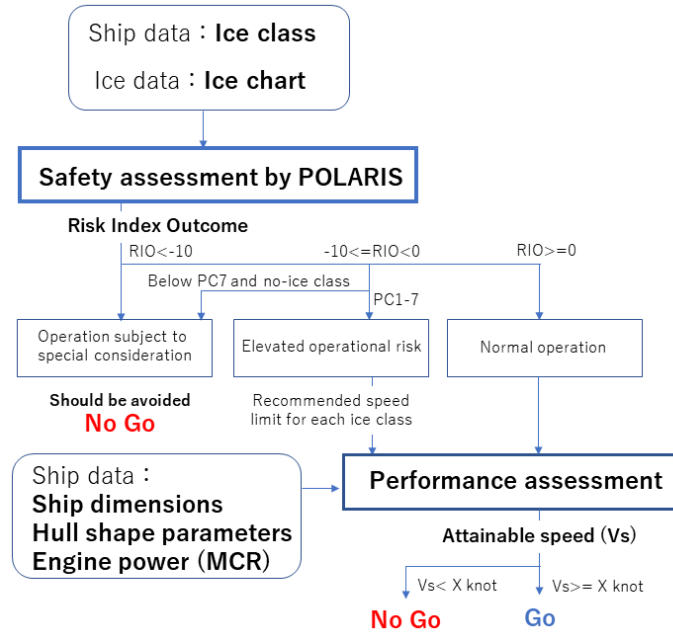 Ship data：Ice class
Ice data：Ice chart
Safety assessment by POLARIS
Risk Index Outcome
RIO<-10
-10<=RIO<0
RIO>=0
Below PC7 and no-ice class
PC1-7
Operation subject to
special consideration
Elevated operational risk
Normal operation
Should be avoided
No Go
Recommended speed
limit for each ice class
Ship data：
Ship dimensions
Hull shape parameters
Engine power (MCR)
Performance assessment
Attainable speed (Vs)
Vs< X knot
Vs>= X knot
No Go
Go